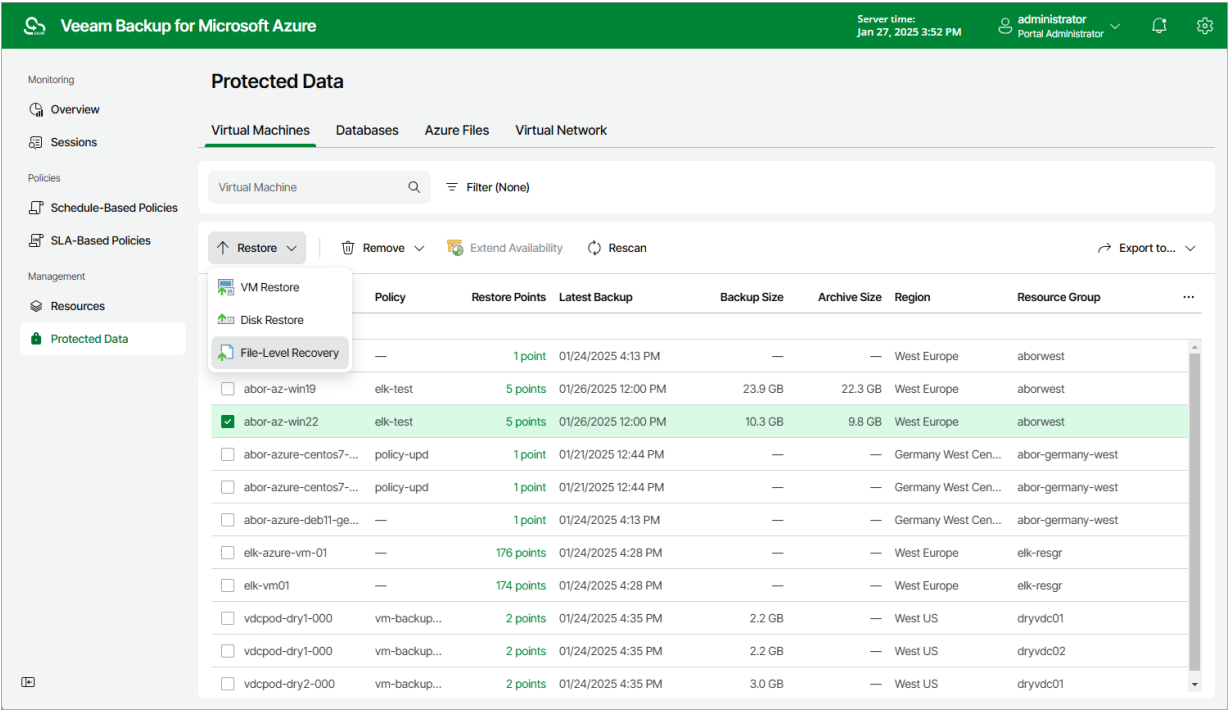 Veeam Backup for Microsoft Azure
Server time:
Jan 27, 2025 3:52 PM
administrator
Portal Administrator
Monitoring
Overview
Sessions
Policies
Schedule-Based Policies
SLA-Based Policies
Management
Resources
Protected Data
Protected Data
Virtual Machines Databases Azure Files Virtual Network
Virtual Machine Filter (None)
Restore Remove Extend Availability Rescan Export to...
VM Restore
Disk Restore
File-Level Recovery
Policy Restore Points Latest Backup Backup Size Archive Size Region Resource Group ...
— 1 point 01/24/2025 4:13 PM — — West Europe aborwest
abor-az-win19 elk-test 5 points 01/26/2025 12:00 PM 23.9 GB 22.3 GB West Europe aborwest
abor-az-win22 elk-test 5 points 01/26/2025 12:00 PM 10.3 GB 9.8 GB West Europe aborwest
abor-azure-centos7-... policy-upd 1 point 01/21/2025 12:44 PM — — Germany West Cen... abor-germany-west
abor-azure-centos7-... policy-upd 1 point 01/21/2025 12:44 PM — — Germany West Cen... abor-germany-west
abor-azure-deb11-ge... — 1 point 01/24/2025 4:13 PM — — Germany West Cen... abor-germany-west
elk-azure-vm-01 — 176 points 01/24/2025 4:28 PM — — West Europe elk-resgr
elk-vm01 — 174 points 01/24/2025 4:28 PM — — West Europe elk-resgr
vdcpod-dry1-000 vm-backup... 2 points 01/24/2025 4:35 PM 2.2 GB — West US dryvdc01
vdcpod-dry1-000 vm-backup... 2 points 01/24/2025 4:35 PM 2.2 GB — West US dryvdc02
vdcpod-dry2-000 vm-backup... 2 points 01/24/2025 4:35 PM 3.0 GB — West US dryvdc01